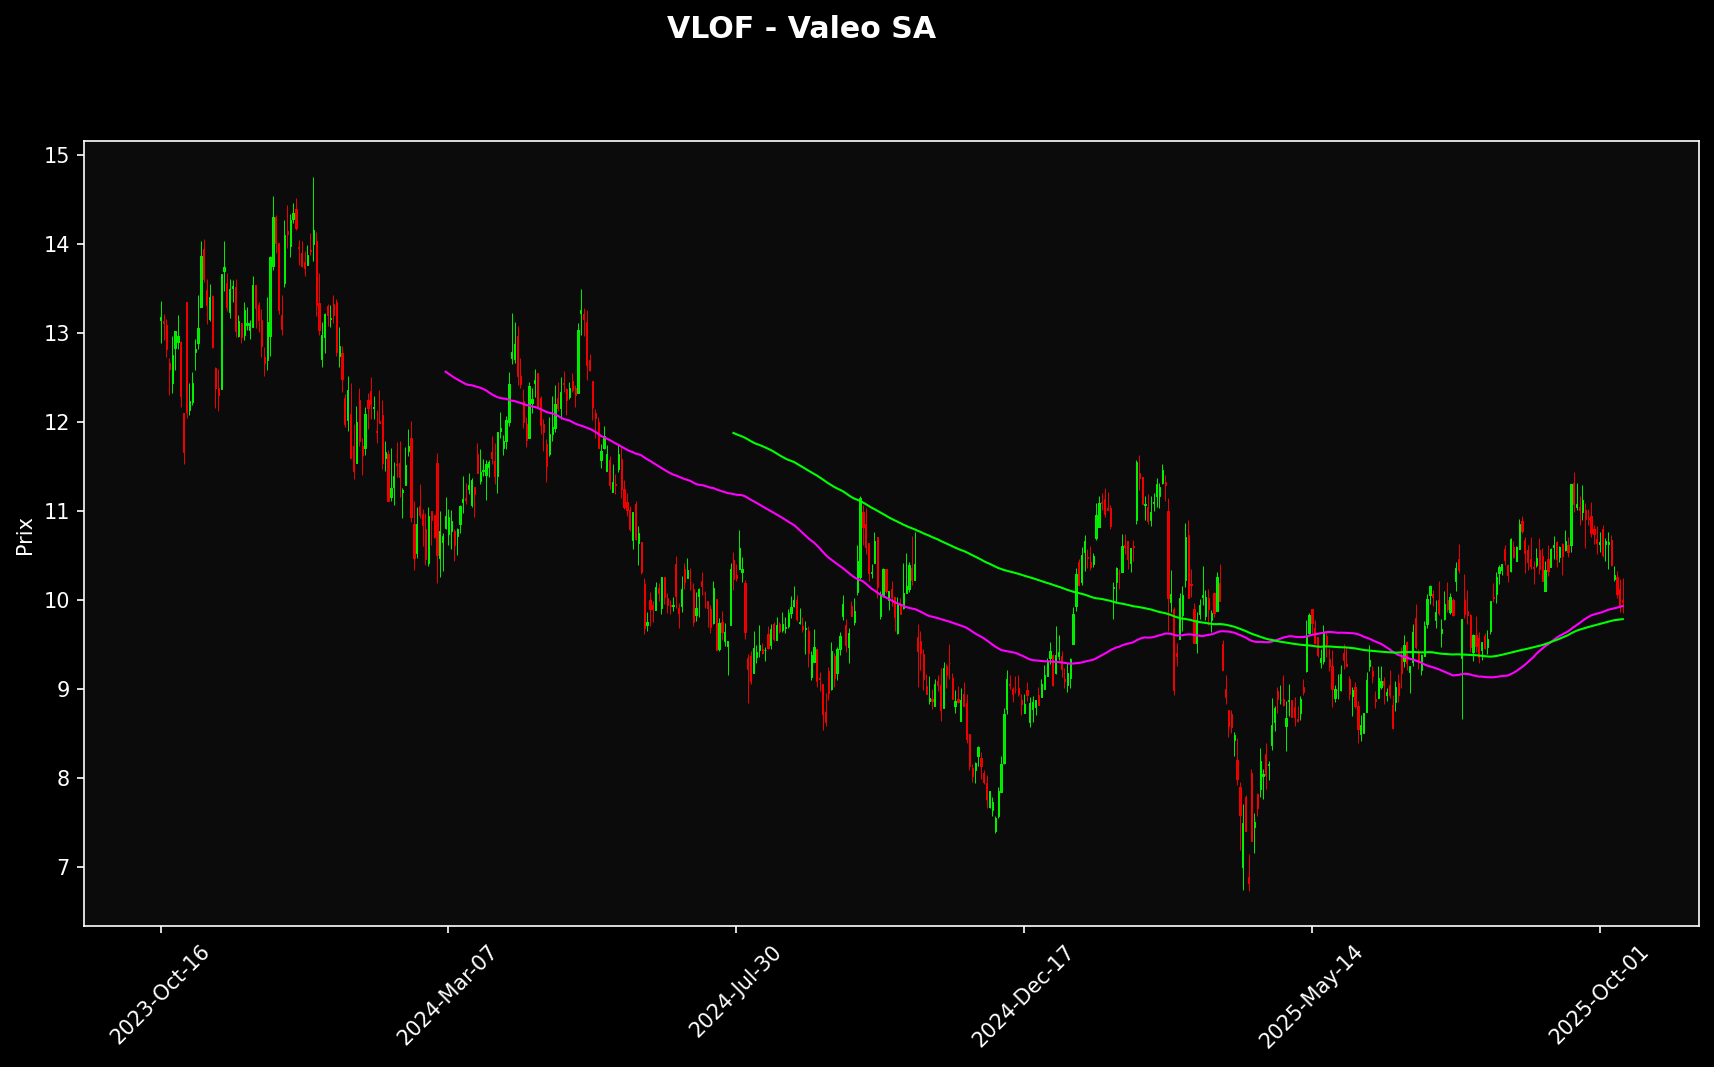 VLOF - Valeo SA
Prix
15
14
13
12
11
10
9
8
7
2023-Oct-16
2024-Mar-07
2024-Jul-30
2024-Dec-17
2025-May-14
2025-Oct-01